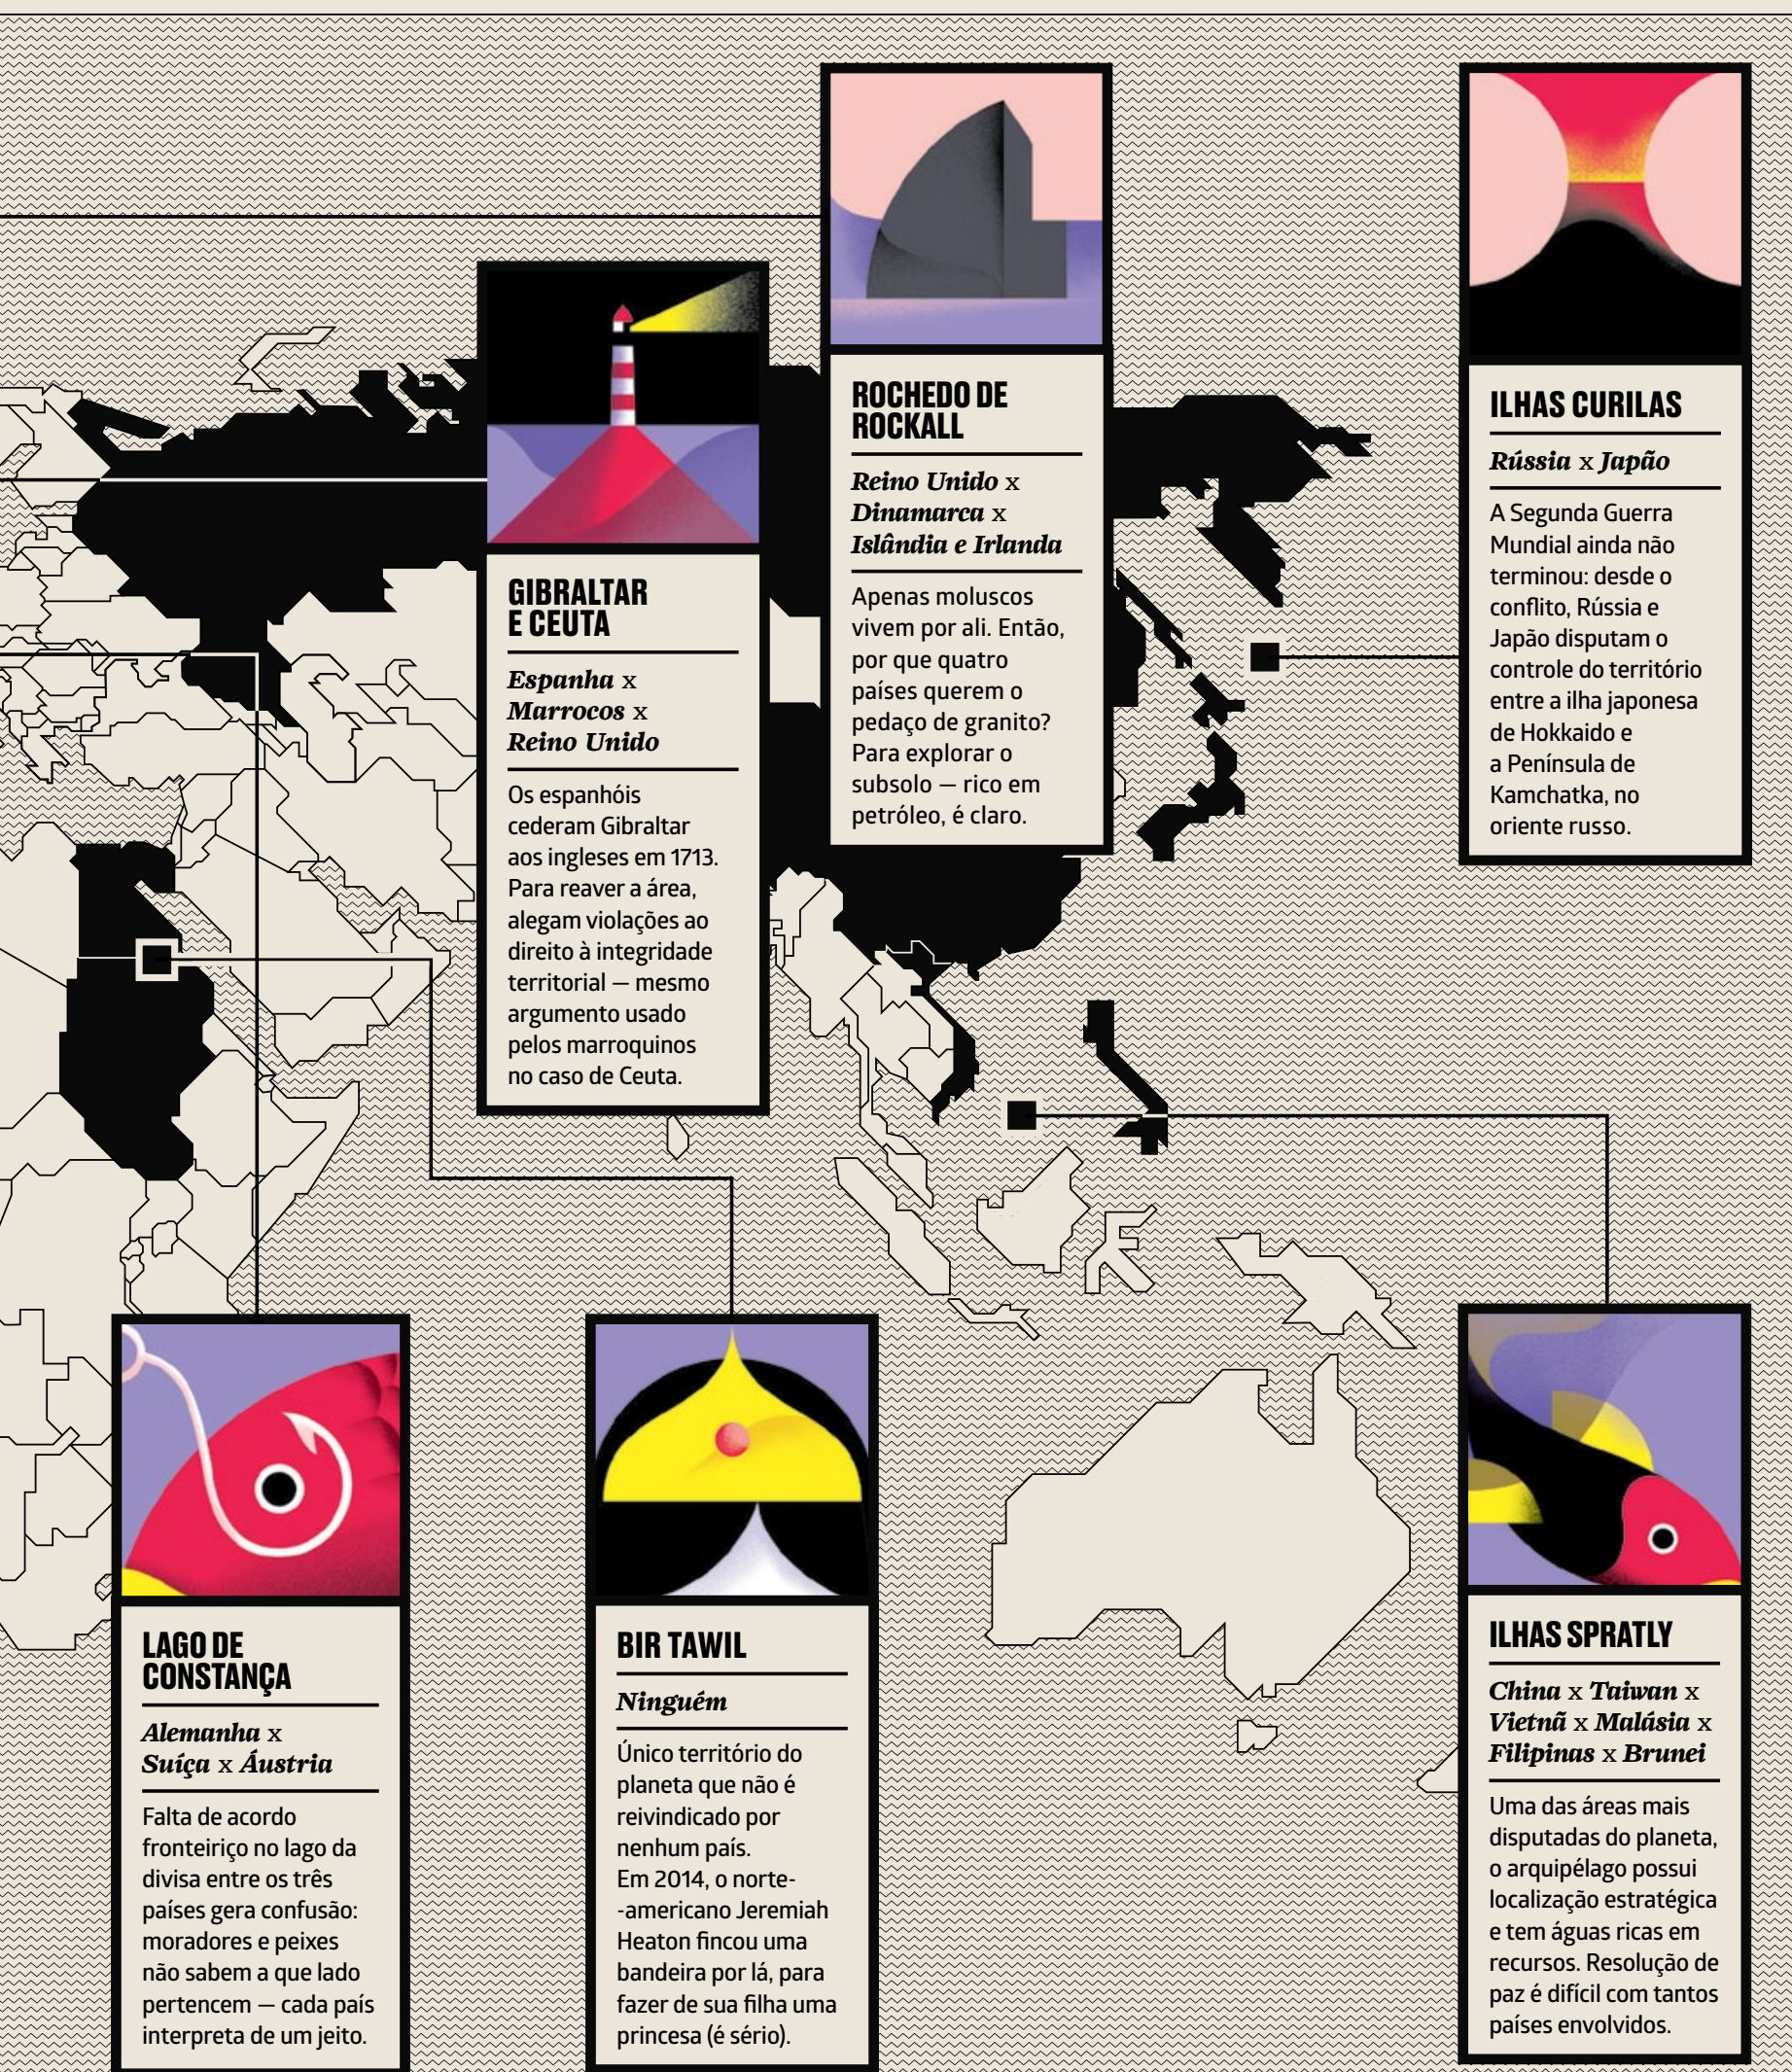 ROCHEDO DE
ROCKALL
Reino Unido x
Dinamarca x
Islândia e Irlanda
Apenas moluscos
vivem por ali. Então,
por que quatro
países querem o
pedaço de granito?
Para explorar o
subsolo — rico em
petróleo, é claro.
ILHAS CURILAS
Rússia x Japão
A Segunda Guerra
Mundial ainda não
terminou: desde o
conflito, Rússia e
Japão disputam o
controle do território
entre a ilha japonesa
de Hokkaido e
a Península de
Kamchatka, no
oriente russo.
GIBRALTAR
E CEUTA
Espanha x
Marrocos x
Reino Unido
Os espanhóis
cederam Gibraltar
aos ingleses em 1713.
Para reaver a área,
alegam violações ao
direito à integridade
territorial — mesmo
argumento usado
pelos marroquinos
no caso de Ceuta.
LAGO DE
CONSTANÇA
Alemanha x
Suíça x Áustria
Falta de acordo
fronteiriço no lago da
divisa entre os três
países gera confusão:
moradores e peixes
não sabem a que lado
pertencem — cada país
interpreta de um jeito.
BIR TAWIL
Ninguém
Único território do
planeta que não é
reivindicado por
nenhum país.
Em 2014, o norte-
-americano Jeremiah
Heaton fincou uma
bandeira por lá, para
fazer de sua filha uma
princesa (é sério).
ILHAS SPRATLY
China x Taiwan x
Vietnã x Malásia x
Filipinas x Brunei
Uma das áreas mais
disputadas do planeta,
o arquipélago possui
localização estratégica
e tem águas ricas em
recursos. Resolução de
paz é difícil com tantos
países envolvidos.